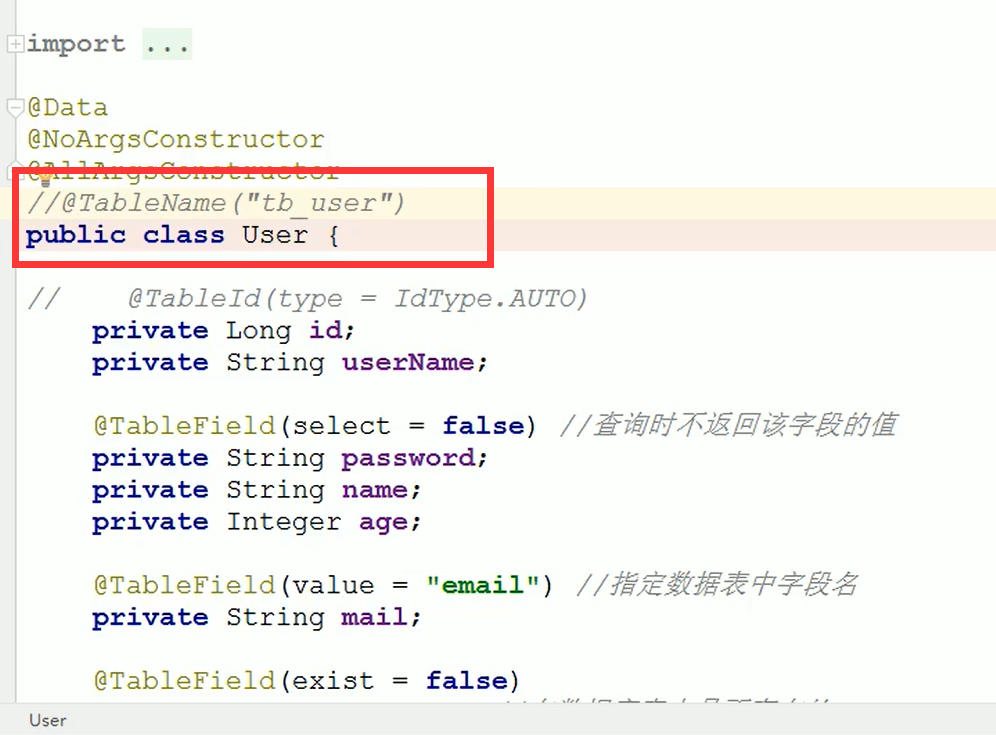 import ...
@Data
@NoArgsConstructor
@AllArgsConstructor
//@TableName("tb_user")
public class User {
//    @TableId(type = IdType.AUTO)
private Long id;
private String userName;
@TableField(select = false) //查询时不返回该字段的值
private String password;
private String name;
private Integer age;
@TableField(value = "email") //指定数据表中字段名
private String mail;
@TableField(exist = false)
User